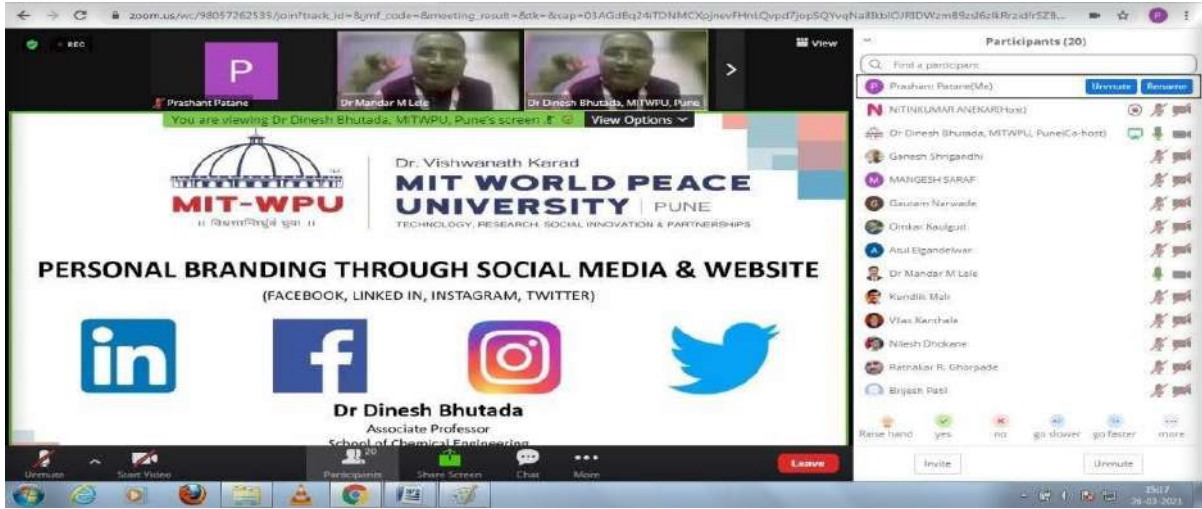 REC
View
P
Prashant Patane
Dr Mandar M Lele
Dr Dinesh Bhutada, MITWPU, Pune
You are viewing Dr Dinesh Bhutada, MITWPU, Pune's screen
View Options
MIT-WPU
Dr. Vishwanath Karad
MIT WORLD PEACE
UNIVERSITY | PUNE
TECHNOLOGY, RESEARCH, SOCIAL INNOVATION & PARTNERSHIPS
PERSONAL BRANDING THROUGH SOCIAL MEDIA & WEBSITE
(FACEBOOK, LINKED IN, INSTAGRAM, TWITTER)
in
f
Dr Dinesh Bhutada
Associate Professor
School of Chemical Engineering
Unmute
Start Video
Participants
20
Share Screen
Chat
More
Leave
Participants (20)
Find a participant
Prashant Patane(Me)
Unmute
Rename
NITINKUMAR ANEKAR(Host)
Dr Dinesh Bhutada, MITWPU, Pune(Co-host)
Ganesh Shrigandhi
MANGESH SARAF
Gautam Narwade
Omkar Kaulgud
Atul Elgandelwar
Dr Mandar M Lele
Kundlik Mali
Vilas Kanthale
Nilesh Dhokane
Ratnakar R. Ghorpade
Brijesh Patil
Raise hand
yes
no
go slower
go faster
more
Invite
Unmute
15:17
26-03-2021